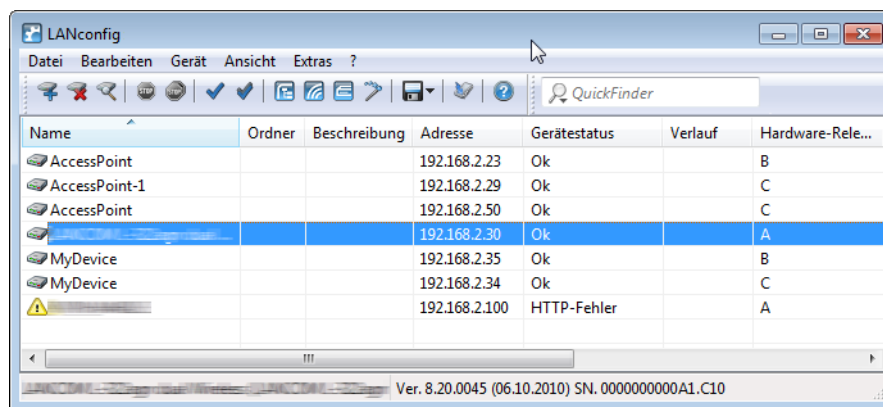 LANconfig
Datei Bearbeiten Gerät Ansicht Extras ?
QuickFinder
Name Ordner Beschreibung Adresse Gerätestatus Verlauf Hardware-Rele...
AccessPoint 192.168.2.23 Ok B
AccessPoint-1 192.168.2.29 Ok C
AccessPoint 192.168.2.50 Ok C
192.168.2.30 Ok A
MyDevice 192.168.2.35 Ok B
MyDevice 192.168.2.34 Ok C
192.168.2.100 HTTP-Fehler A
Ver. 8.20.0045 (06.10.2010) SN. 0000000000A1.C10